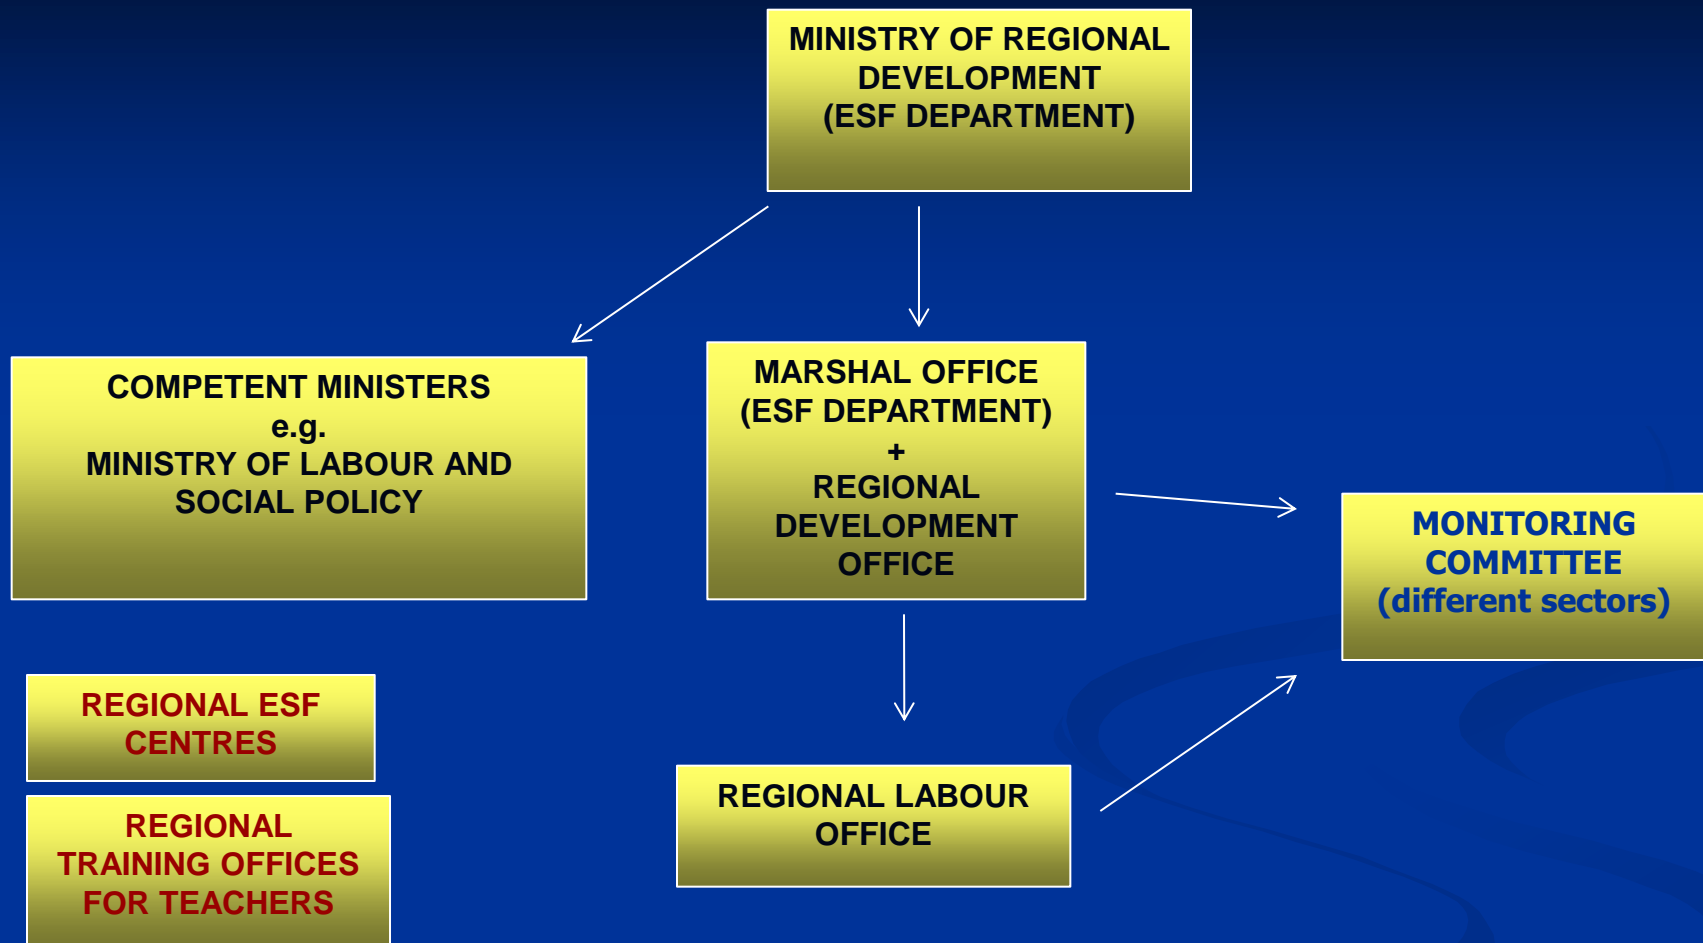 MINISTRY OF REGIONAL
DEVELOPMENT
(ESF DEPARTMENT)
COMPETENT MINISTERS
e.g.
MINISTRY OF LABOUR AND
SOCIAL POLICY
MARSHAL OFFICE
(ESF DEPARTMENT)
+
REGIONAL
DEVELOPMENT
OFFICE
MONITORING
COMMITTEE
(different sectors)
REGIONAL ESF
CENTRES
REGIONAL
TRAINING OFFICES
FOR TEACHERS
REGIONAL LABOUR
OFFICE